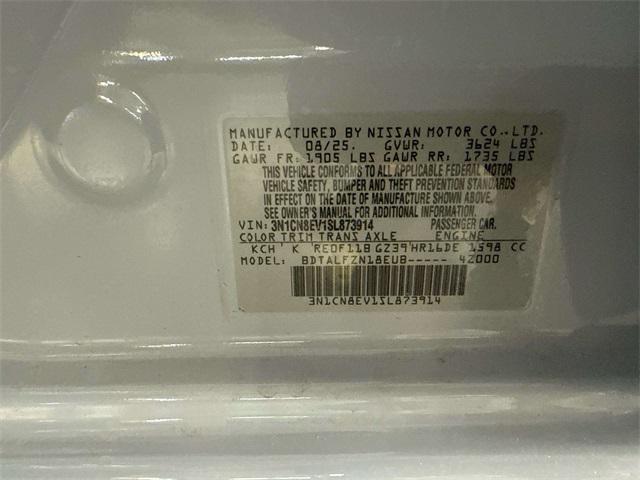 MANUFACTURED BY NISSAN MOTOR CO., LTD.
DATE: 08/25. GVWR: 3624 LBS
GAWR FR: 1905 LBS GAWR RR: 1735 LBS
THIS VEHICLE CONFORMS TO ALL APPLICABLE FEDERAL MOTOR
VEHICLE SAFETY, BUMPER AND THEFT PREVENTION STANDARDS
IN EFFECT ON THE DATE OF MANUFACTURE SHOWN ABOVE.
SEE OWNER'S MANUAL FOR ADDITIONAL INFORMATION.
VIN: 3N1CN8EV1SL873914 PASSENGER CAR.
COLOR TRIM TRANS AXLE ENGINE
KCH' K 'RE0F11B GZ39'HR16DE 1598 CC
MODEL: BDTALFZN18EUB----- 42000
3N1CN8EV1SL873914